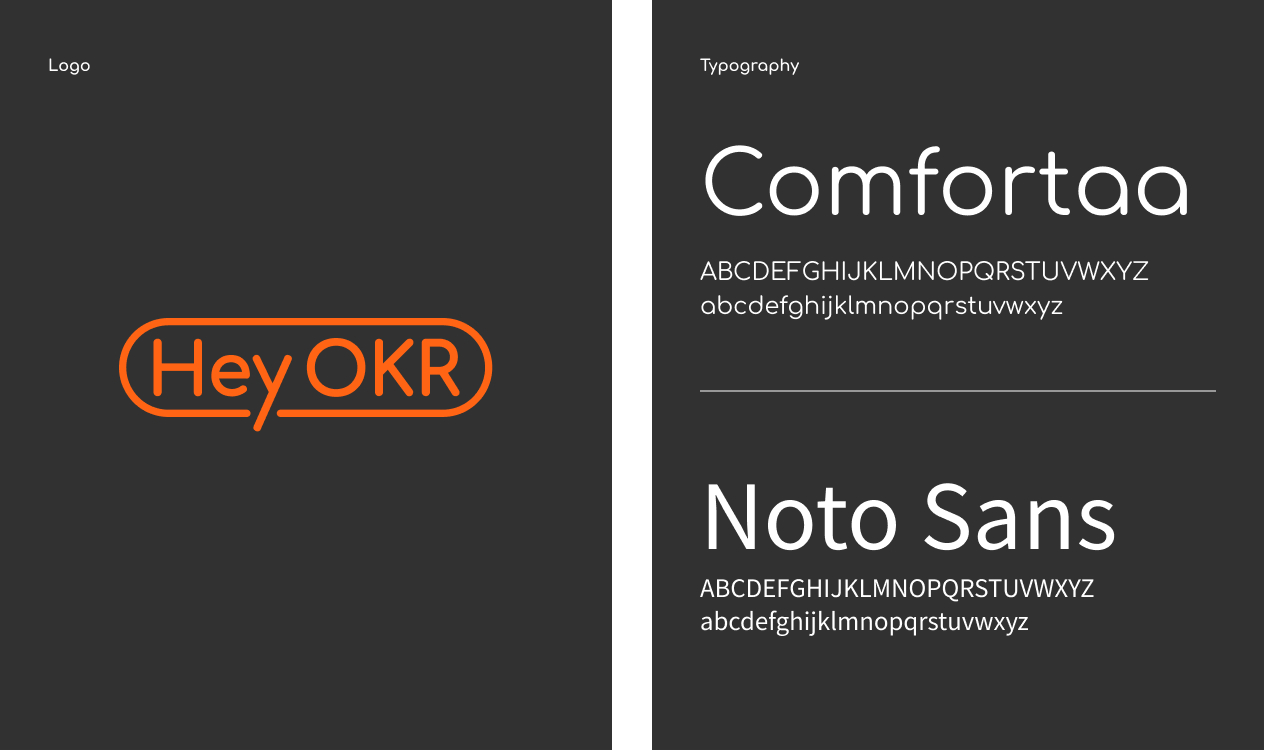 Logo
Hey OKR
Typography
Comfortaa
ABCDEFGHIJKLMNOPQRSTUVWXYZ
abcdefghijklmnopqrstuvwxyz
Noto Sans
ABCDEFGHIJKLMNOPQRSTUVWXYZ
abcdefghijklmnopqrstuvwxyz